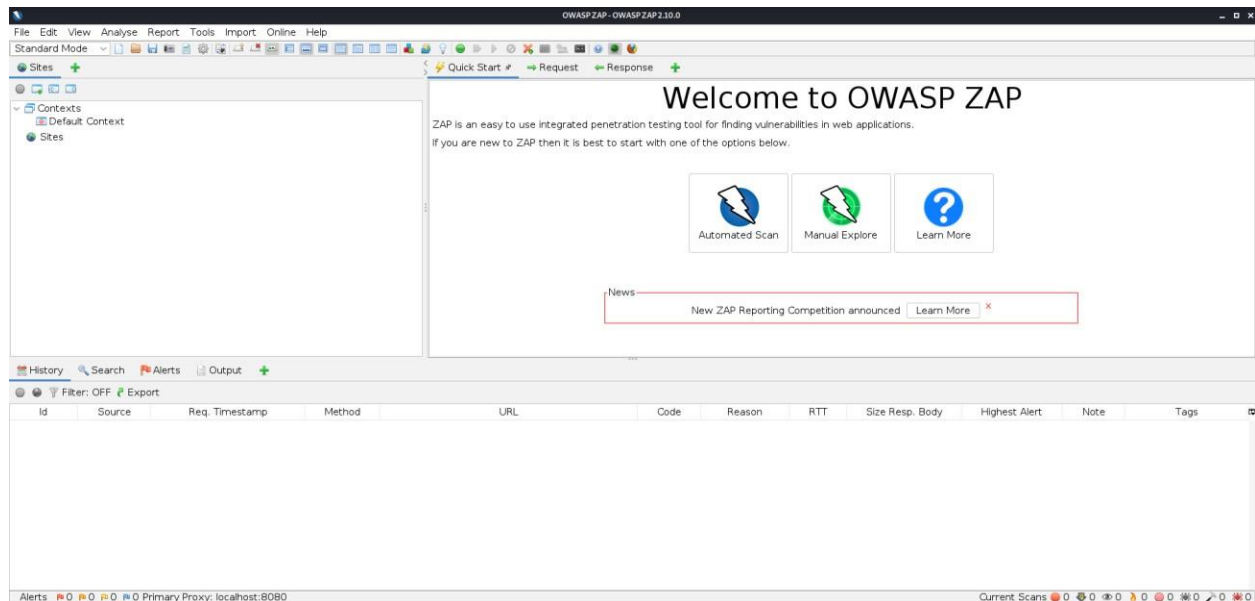 OWASP ZAP - OWASP ZAP 2.10.0
File Edit View Analyse Report Tools Import Online Help
Standard Mode
Sites
Quick Start Request Response
Contexts
Default Context
Sites
Welcome to OWASP ZAP
ZAP is an easy to use integrated penetration testing tool for finding vulnerabilities in web applications.
If you are new to ZAP then it is best to start with one of the options below.
Automated Scan Manual Explore Learn More
News
New ZAP Reporting Competition announced Learn More
History Search Alerts Output
Filter: OFF Export
Id Source Req. Timestamp Method URL Code Reason RTT Size Resp. Body Highest Alert Note Tags
Alerts 0 0 0 0 Primary Proxy: localhost:8080 Current Scans 0 0 0 0 0 0 0 0